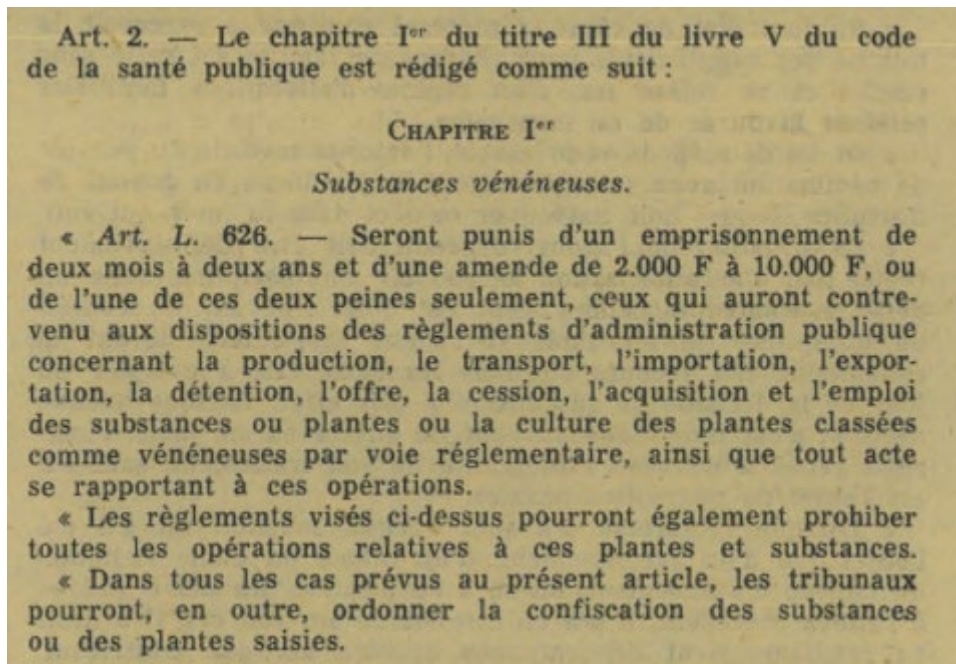 Art. 2. — Le chapitre Ier du titre III du livre V du code
de la santé publique est rédigé comme suit :
CHAPITRE Ier
Substances vénéneuses.
« Art. L. 626. — Seront punis d'un emprisonnement de
deux mois à deux ans et d'une amende de 2.000 F à 10.000 F, ou
de l'une de ces deux peines seulement, ceux qui auront contre-
venu aux dispositions des règlements d'administration publique
concernant la production, le transport, l'importation, l'expor-
tation, la détention, l'offre, la cession, l'acquisition et l'emploi
des substances ou plantes ou la culture des plantes classées
comme vénéneuses par voie réglementaire, ainsi que tout acte
se rapportant à ces opérations.
« Les règlements visés ci-dessus pourront également prohiber
toutes les opérations relatives à ces plantes et substances.
« Dans tous les cas prévus au présent article, les tribunaux
pourront, en outre, ordonner la confiscation des substances
ou des plantes saisies.